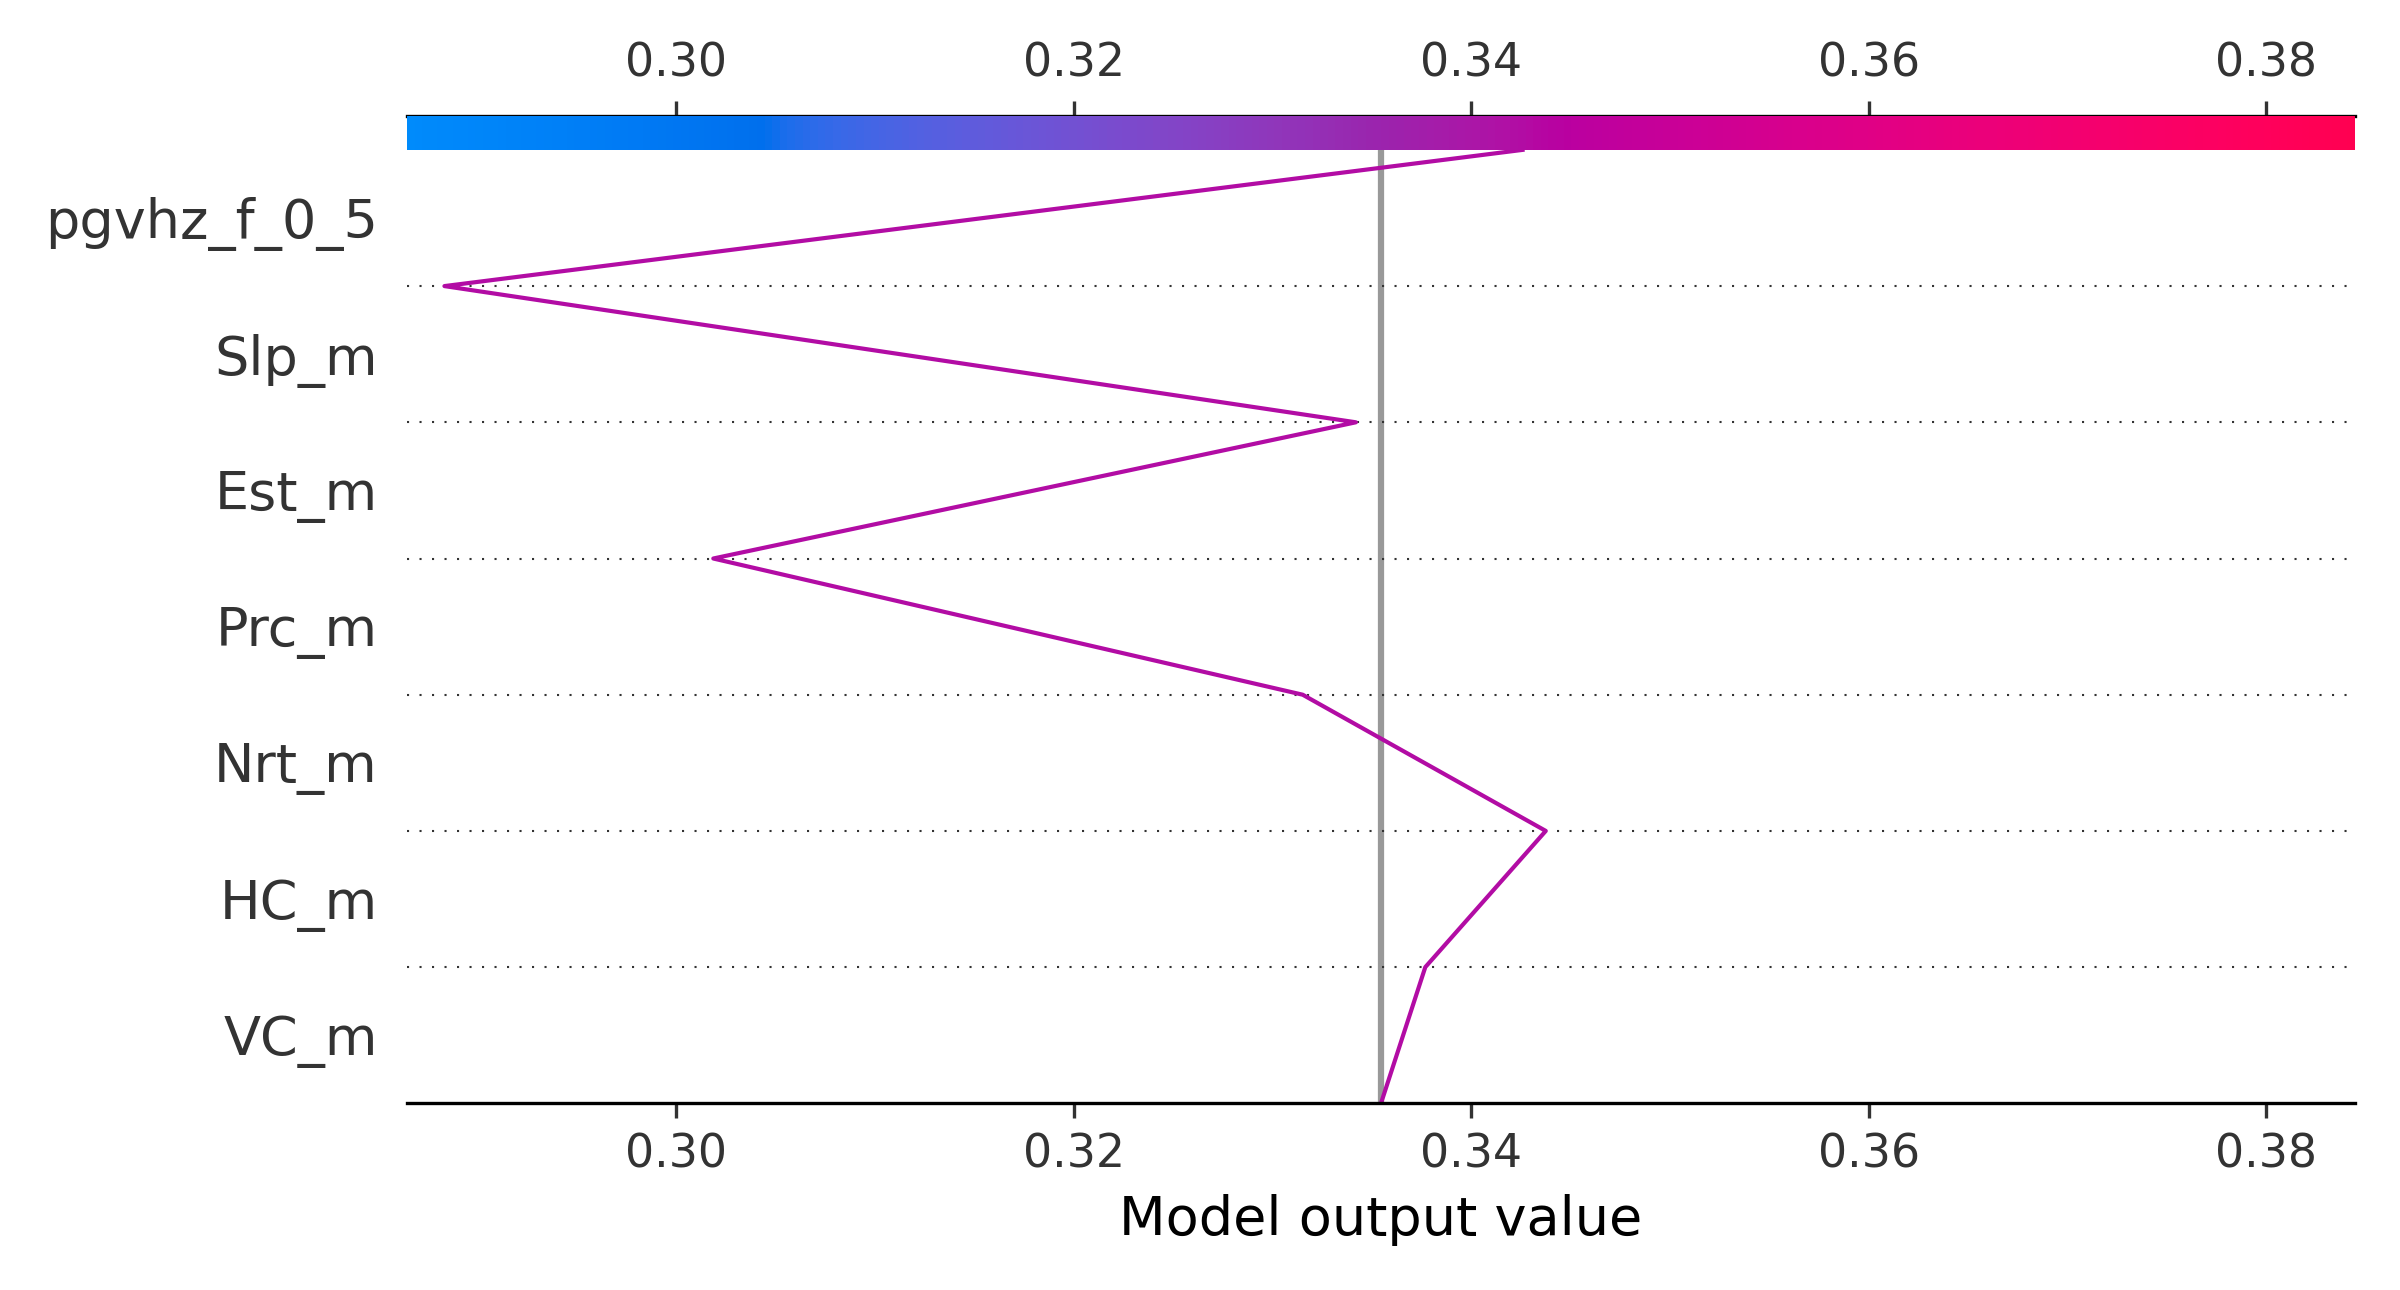 0.30 0.32 0.34 0.36 0.38
pgvhz_f_0_5
Slp_m
Est_m
Prc_m
Nrt_m
HC_m
VC_m
0.30 0.32 0.34 0.36 0.38
Model output value